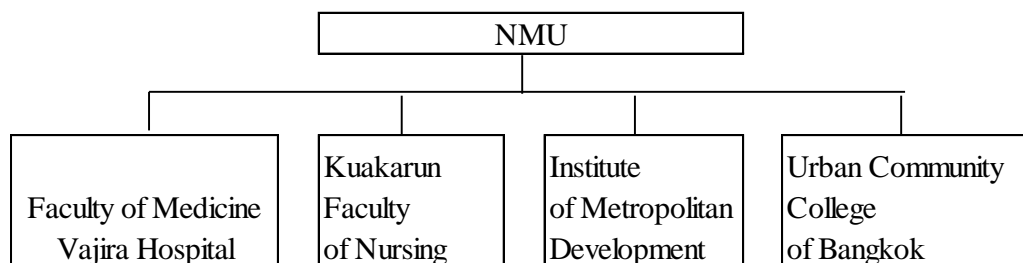 NMU
Faculty of Medicine
Vajira Hospital
Kuakarun
Faculty
of Nursing
Institute
of Metropolitan
Development
Urban Community
College
of Bangkok